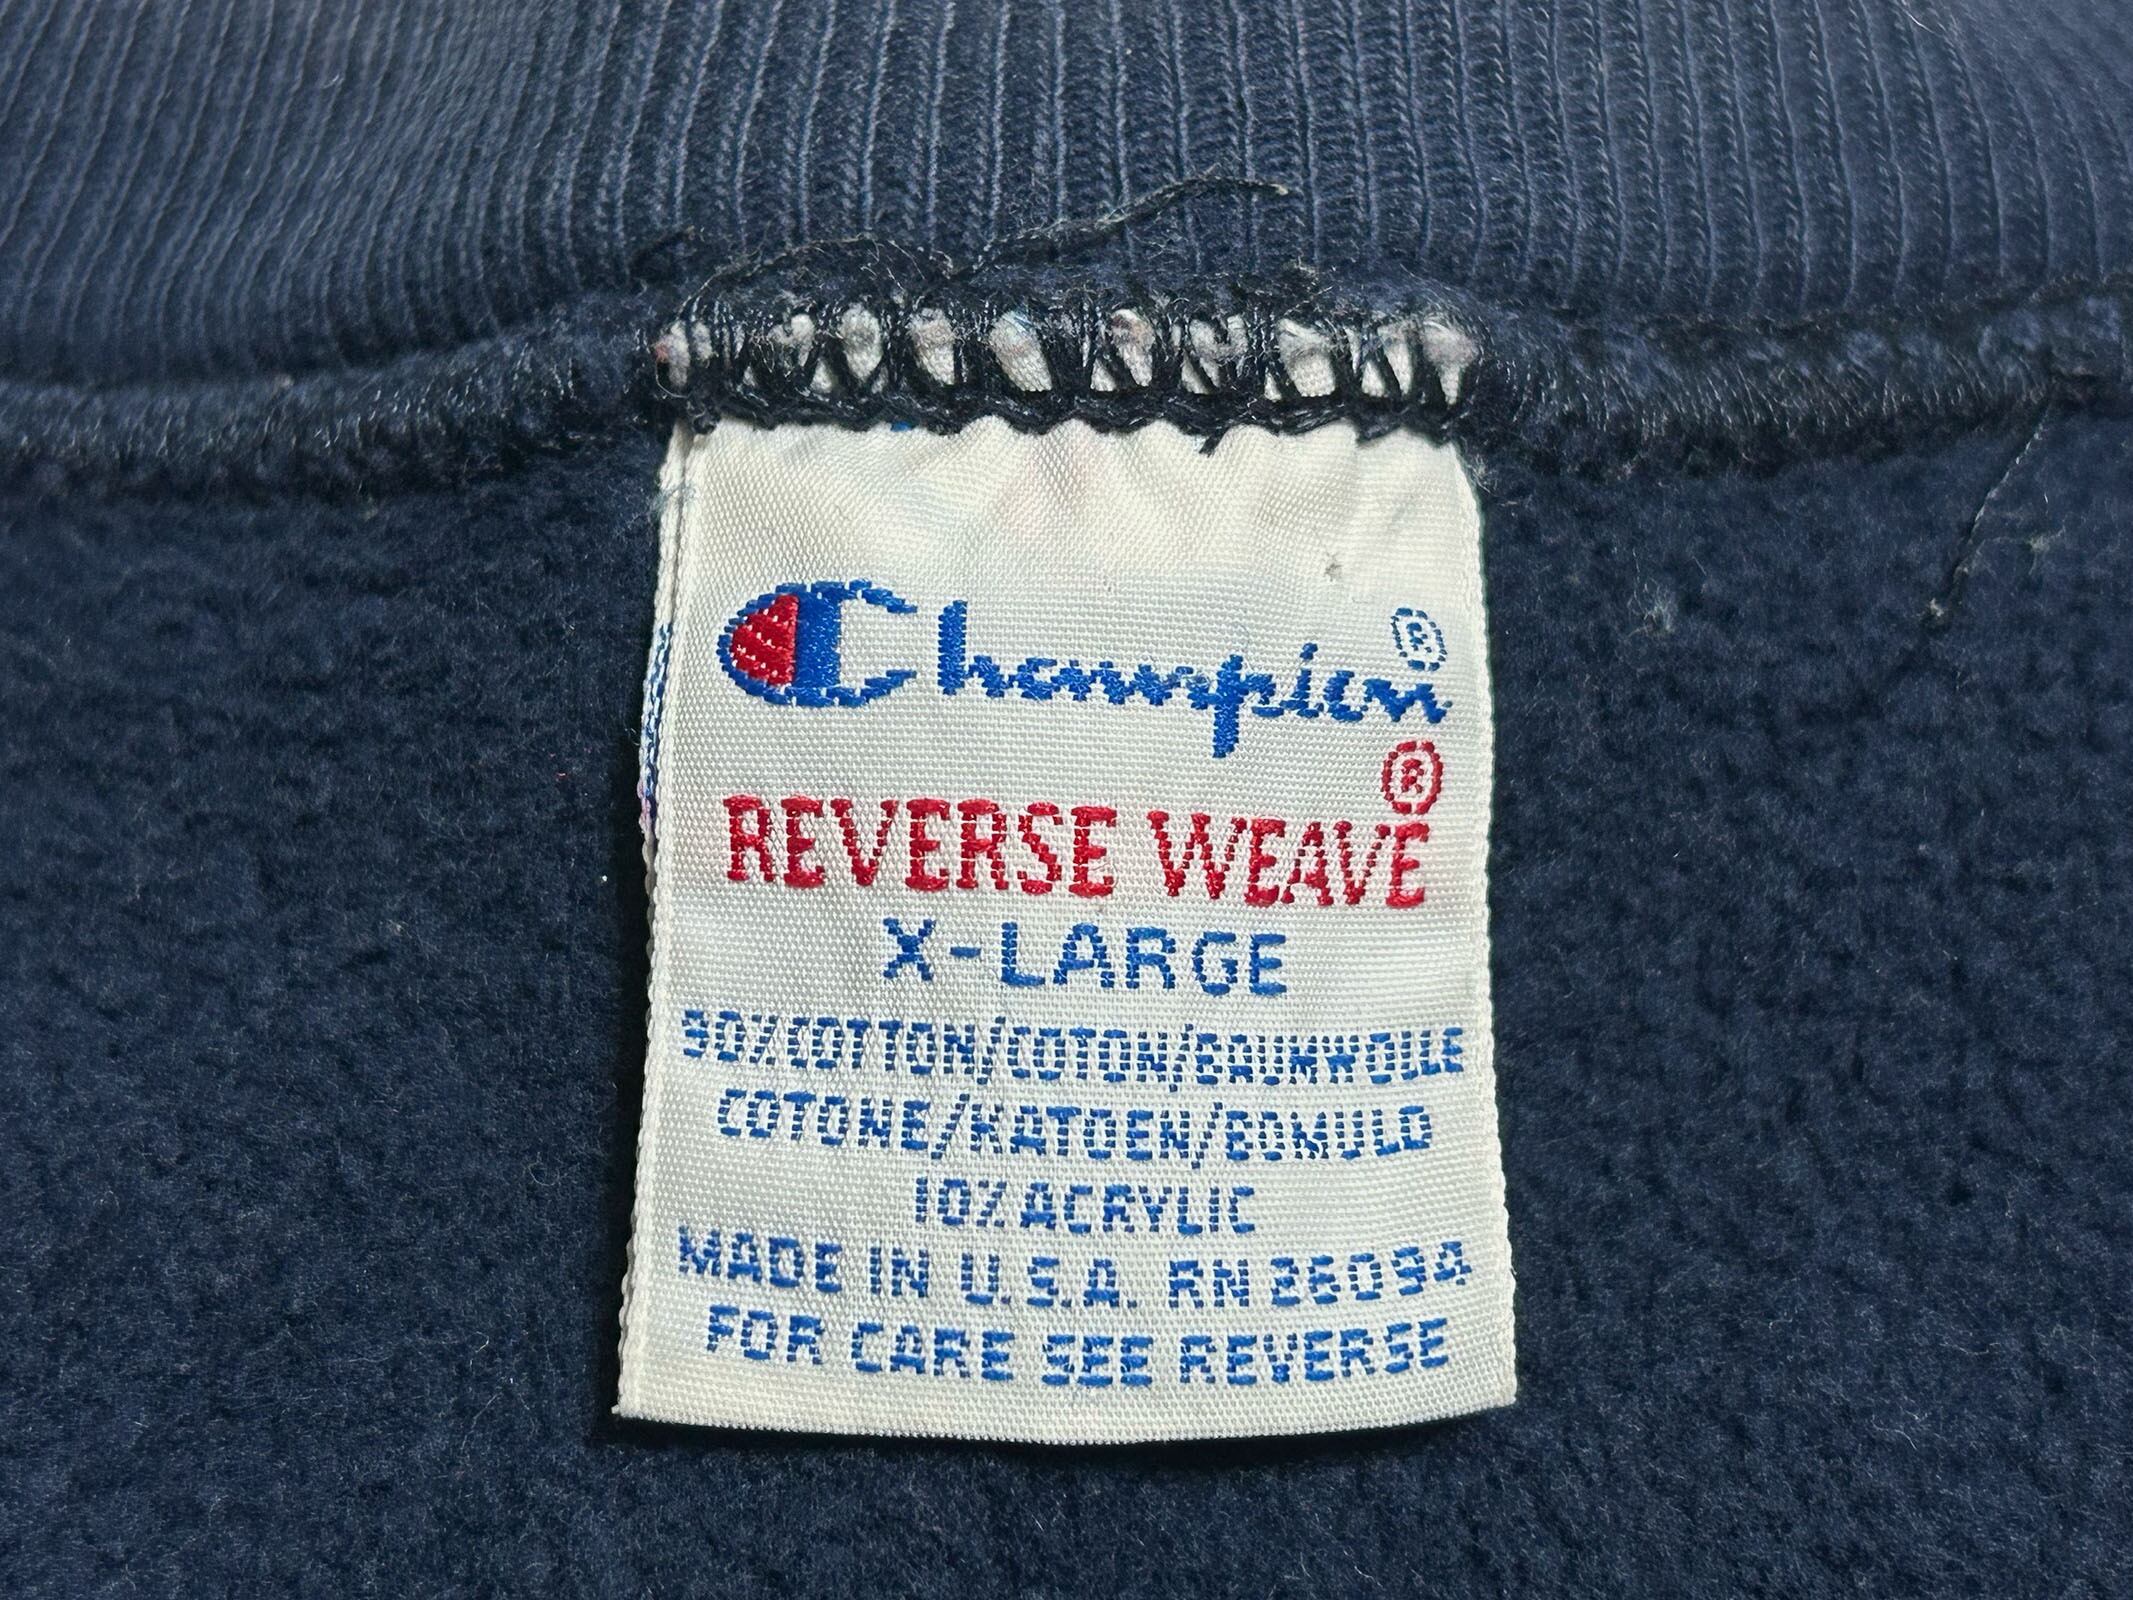 Champion®
REVERSE WEAVE®
X-LARGE
90% COTTON/COTON/BAUMWOLLE
COTONE/KATOEN/BOMULD
10% ACRYLIC
MADE IN U.S.A. RN 26094
FOR CARE SEE REVERSE